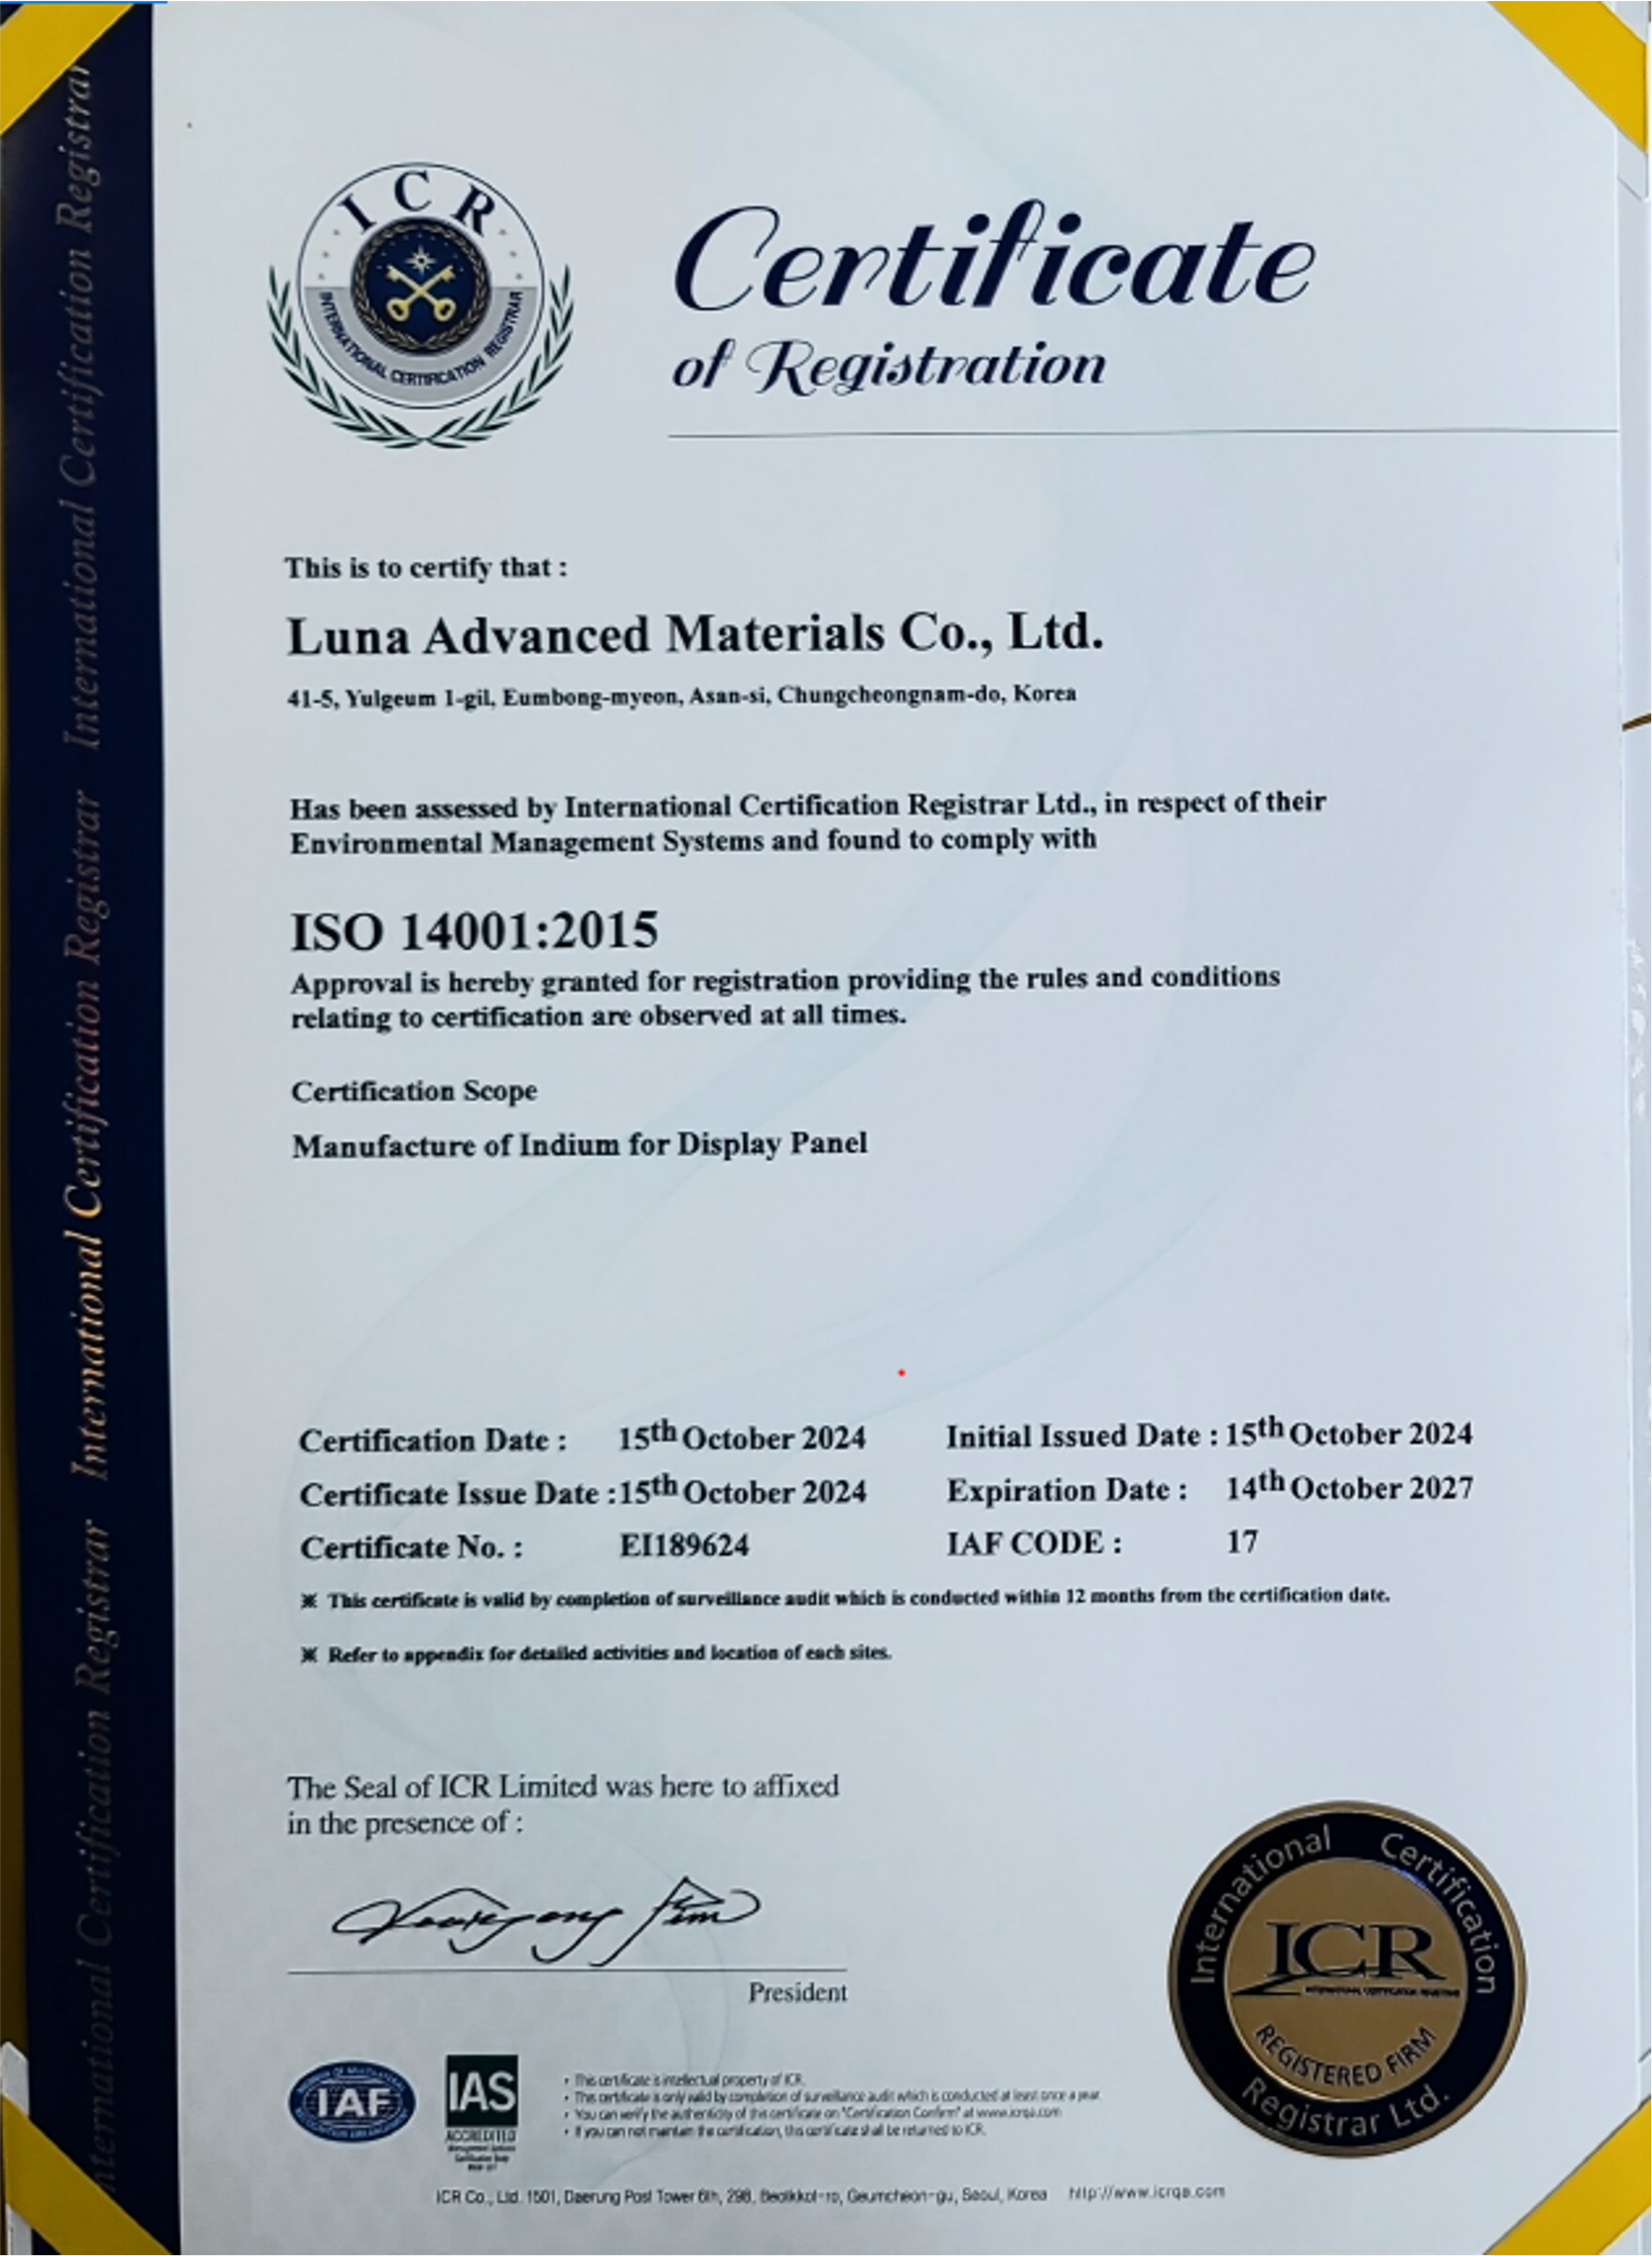 International Certification Registrar International Certification Registrar International Certification Registrar
I C R
INTERNATIONAL CERTIFICATION REGISTRAR
Certificate
of Registration
This is to certify that :
Luna Advanced Materials Co., Ltd.
41-5, Yulgeum 1-gil, Eumbong-myeon, Asan-si, Chungcheongnam-do, Korea
Has been assessed by International Certification Registrar Ltd., in respect of their
Environmental Management Systems and found to comply with
ISO 14001:2015
Approval is hereby granted for registration providing the rules and conditions
relating to certification are observed at all times.
Certification Scope
Manufacture of Indium for Display Panel
Certification Date : 15th October 2024 Initial Issued Date : 15th October 2024
Certificate Issue Date : 15th October 2024 Expiration Date : 14th October 2027
Certificate No. : EI189624 IAF CODE : 17
※ This certificate is valid by completion of surveillance audit which is conducted within 12 months from the certification date.
※ Refer to appendix for detailed activities and location of each sites.
The Seal of ICR Limited was here to affixed
in the presence of :
President
IAF
IAS
ACCREDITED
• This certificate is intellectual property of ICR.
• This certificate is only valid by completion of surveillance audit which is conducted at least once a year.
• You can verify the authenticity of this certificate on "Certification Confirm" at www.icrqa.com
• If you can not maintain the certification, this certificate shall be returned to ICR.
International Certification
ICR
INTERNATIONAL CERTIFICATION REGISTRAR
REGISTERED FIRM
Registrar Ltd.
ICR Co., Ltd. 1501, Daerung Post Tower 6th, 298, Beotkkot-ro, Geumcheon-gu, Seoul, Korea http://www.icrqa.com